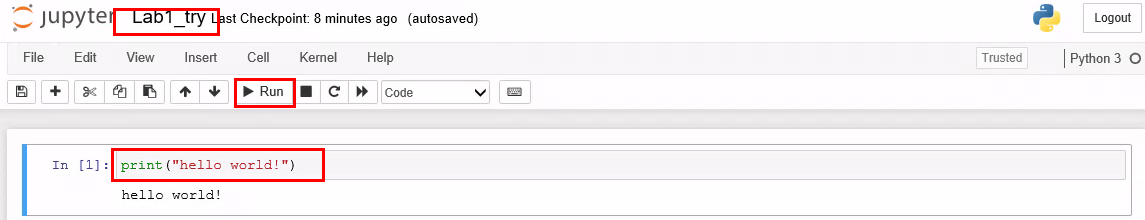 jupyter Lab1_try Last Checkpoint: 8 minutes ago (autosaved) Logout
File Edit View Insert Cell Kernel Help Trusted Python 3
Run Code
In [1]: print("hello world!")
hello world!